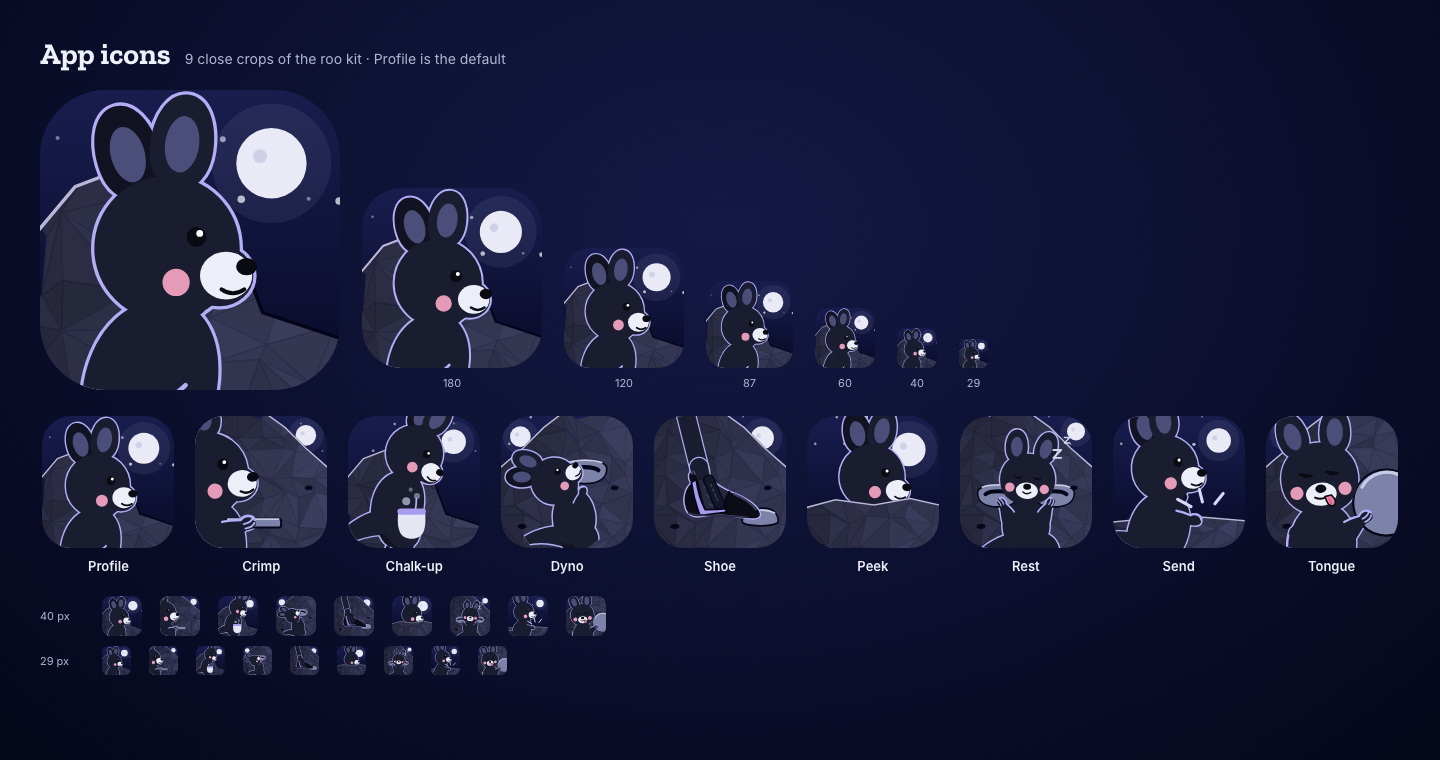 App icons 9 close crops of the roo kit · Profile is the default
180 120 87 60 40 29
z
Z
Profile Crimp Chalk-up Dyno Shoe Peek Rest Send Tongue
40 px
29 px